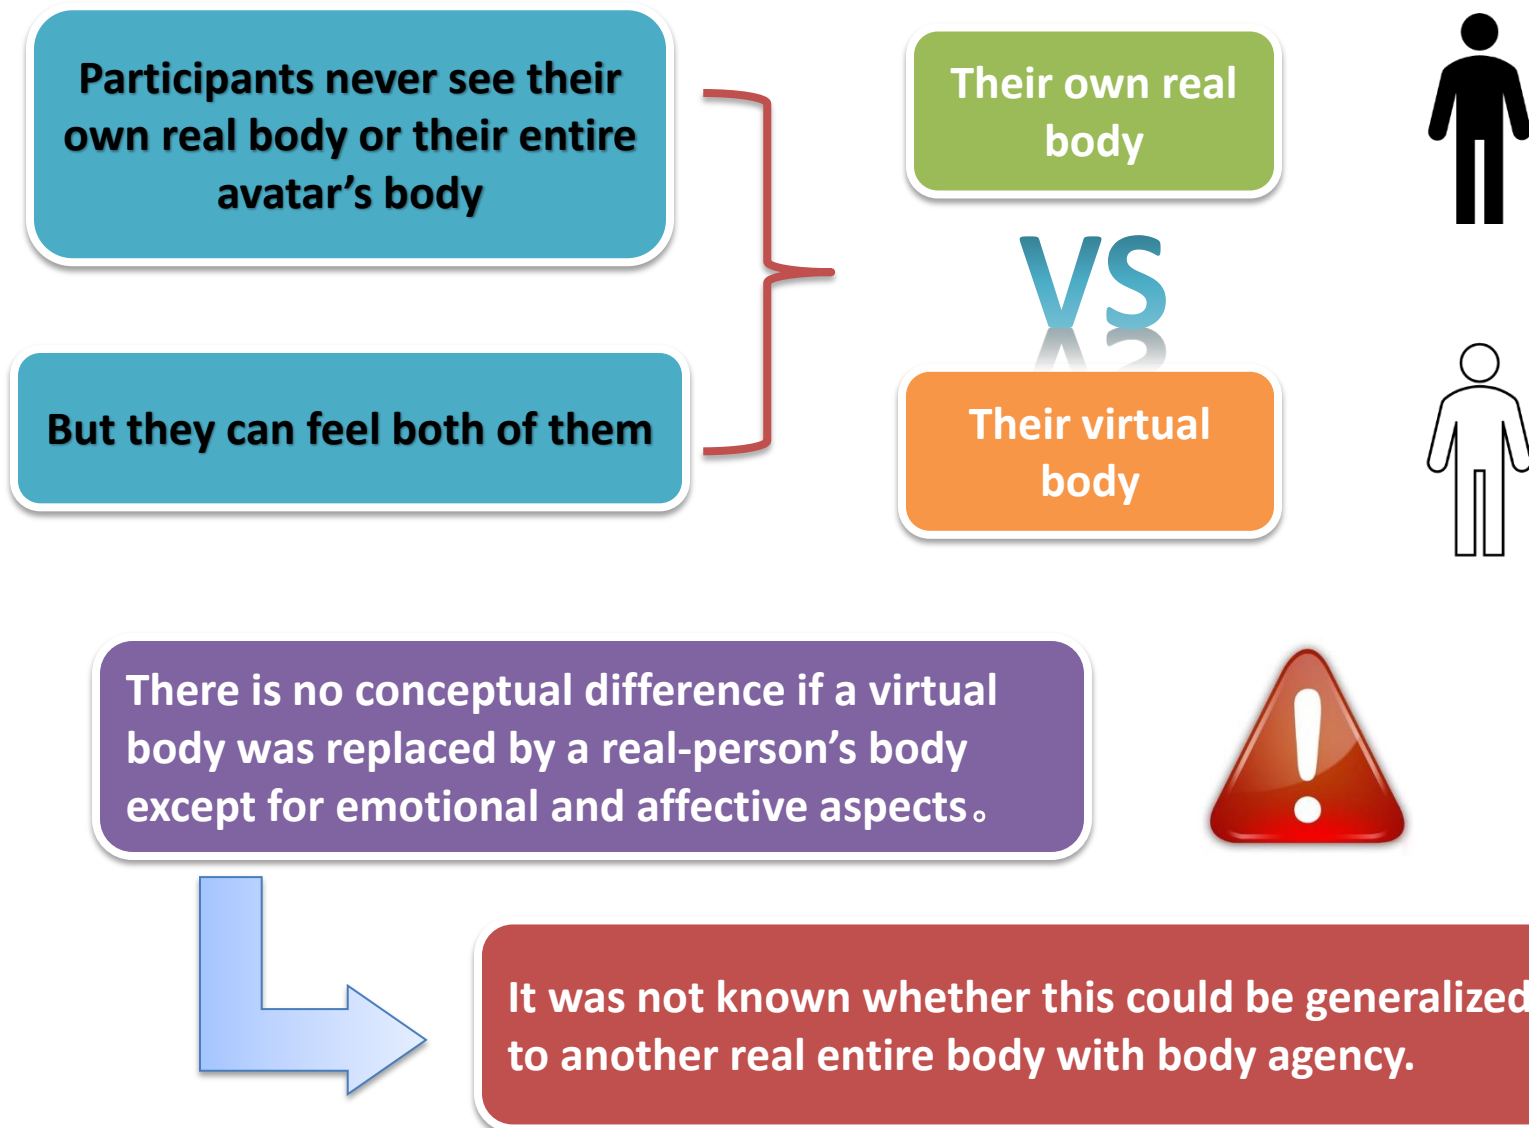 Participants never see their
own real body or their entire
avatar’s body
But they can feel both of them
Their own real
body
VS
Their virtual
body
There is no conceptual difference if a virtual
body was replaced by a real-person’s body
except for emotional and affective aspects。
It was not known whether this could be generalized
to another real entire body with body agency.